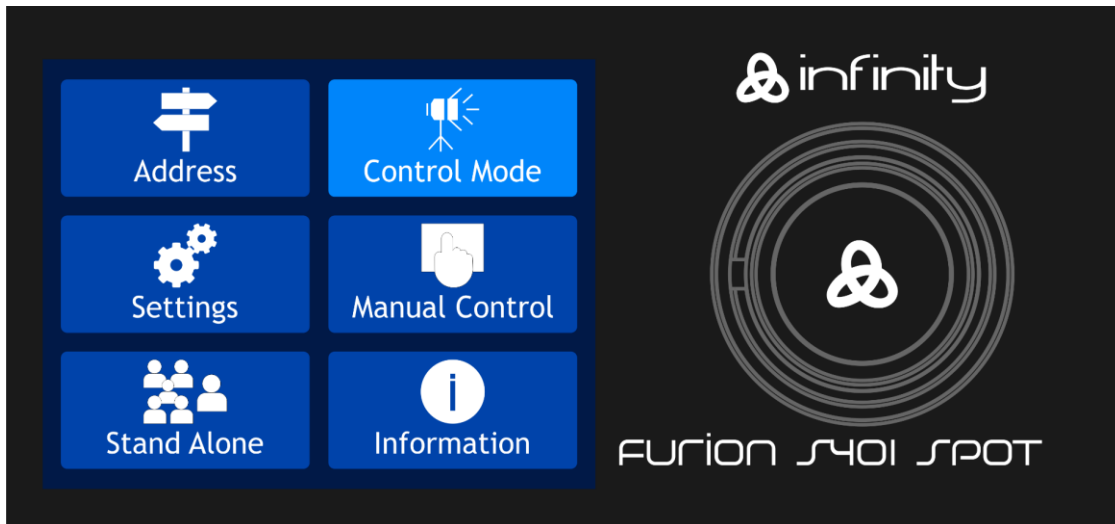 infinity
Address
Control Mode
Settings
Manual Control
Stand Alone
i
Information
FURION S401 SPOT